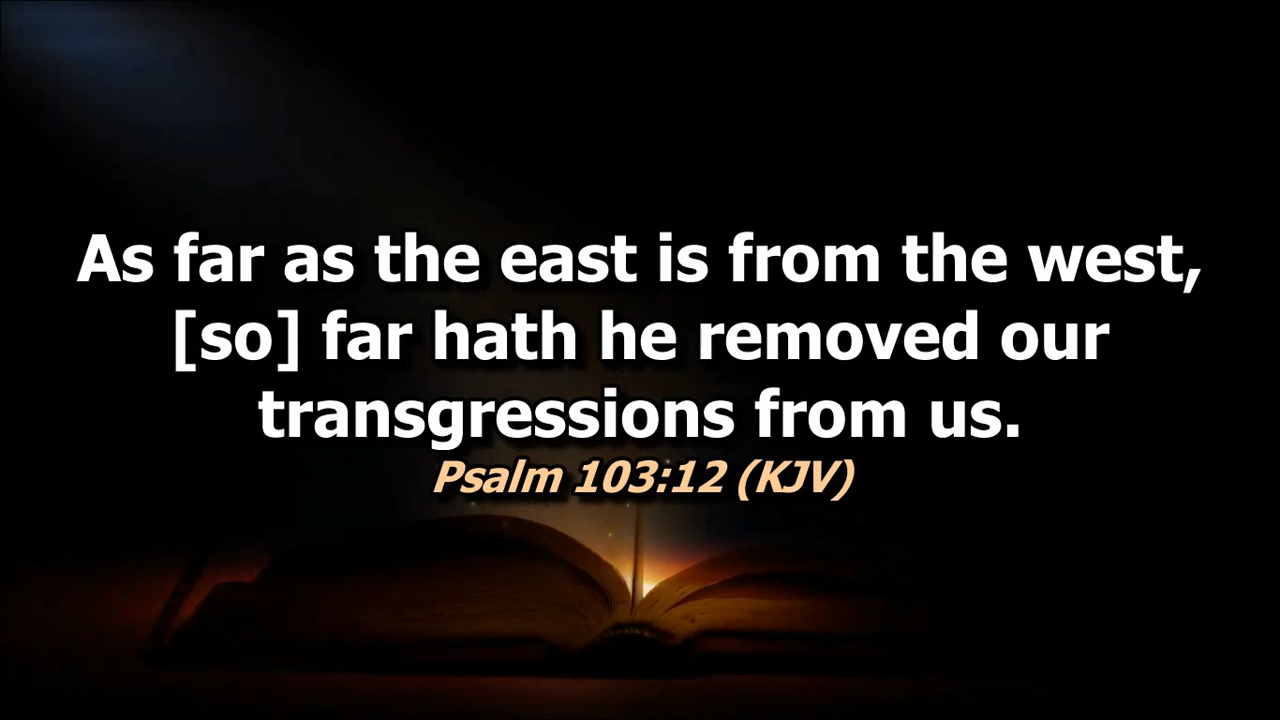 As far as the east is from the west,
[so] far hath he removed our
transgressions from us.
Psalm 103:12 (KJV)